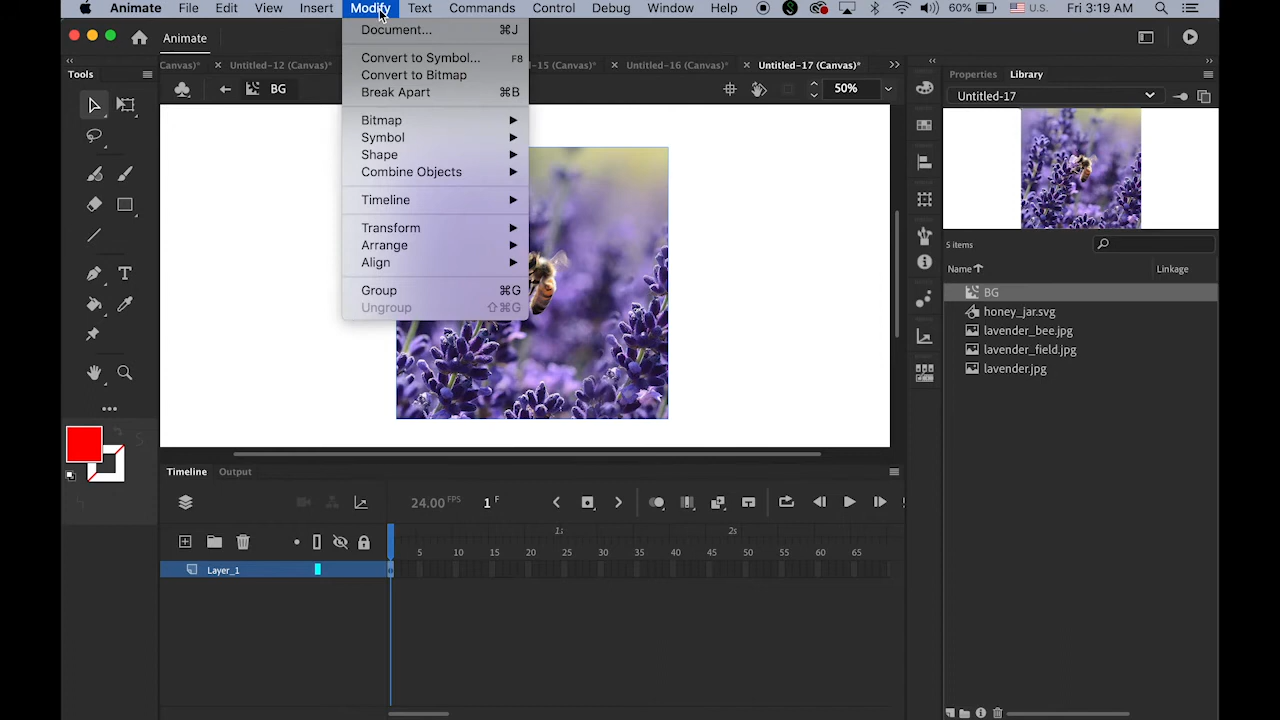 Animate File Edit View Insert Modify Text Commands Control Debug Window Help 60% U.S. Fri 3:19 AM
Animate
Document... ⌘J
Convert to Symbol... F8
Convert to Bitmap
Break Apart ⌘B
Bitmap
Symbol
Shape
Combine Objects
Timeline
Transform
Arrange
Align
Group ⌘G
Ungroup ⇧⌘G
Tools
Canvas)* × Untitled-12 (Canvas)* -15 (Canvas)* × Untitled-16 (Canvas)* × Untitled-17 (Canvas)*
BG 50%
Properties Library
Untitled-17
5 items
Name Linkage
BG
honey_jar.svg
lavender_bee.jpg
lavender_field.jpg
lavender.jpg
Timeline Output
24.00 FPS 1 F
1s 2s
5 10 15 20 25 30 35 40 45 50 55 60 65
Layer_1